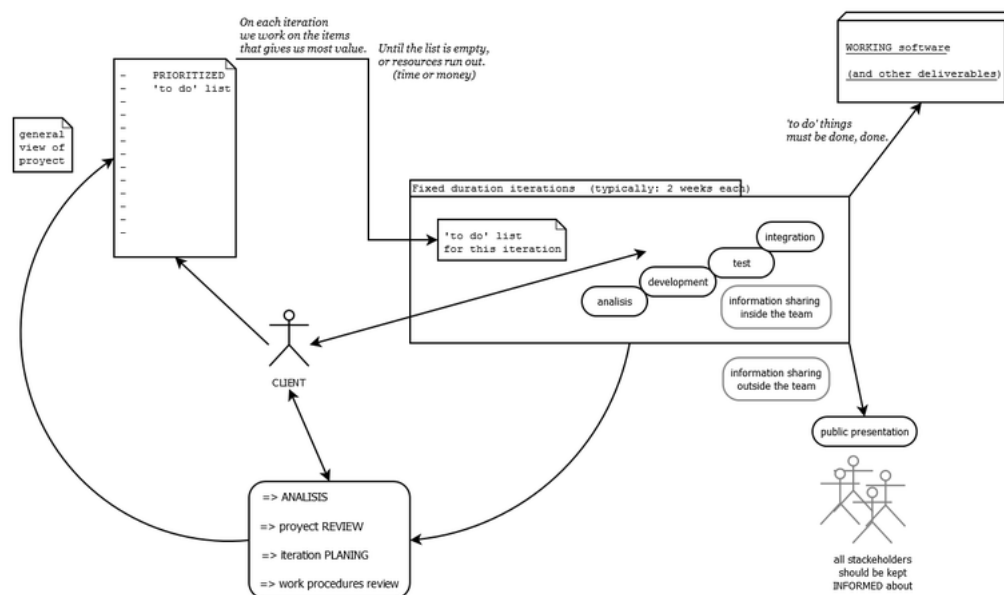 On each iteration
we work on the items
that gives us most value.
Until the list is empty,
or resources run out.
(time or money)
WORKING software
(and other deliverables)
PRIORITIZED
'to do' list
general
view of
proyect
'to do' things
must be done, done.
Fixed duration iterations (typically: 2 weeks each)
'to do' list
for this iteration
integration
test
development
analisis
information sharing
inside the team
information sharing
outside the team
CLIENT
public presentation
=> ANALISIS
=> proyect REVIEW
=> iteration PLANING
=> work procedures review
all stackeholders
should be kept
INFORMED about